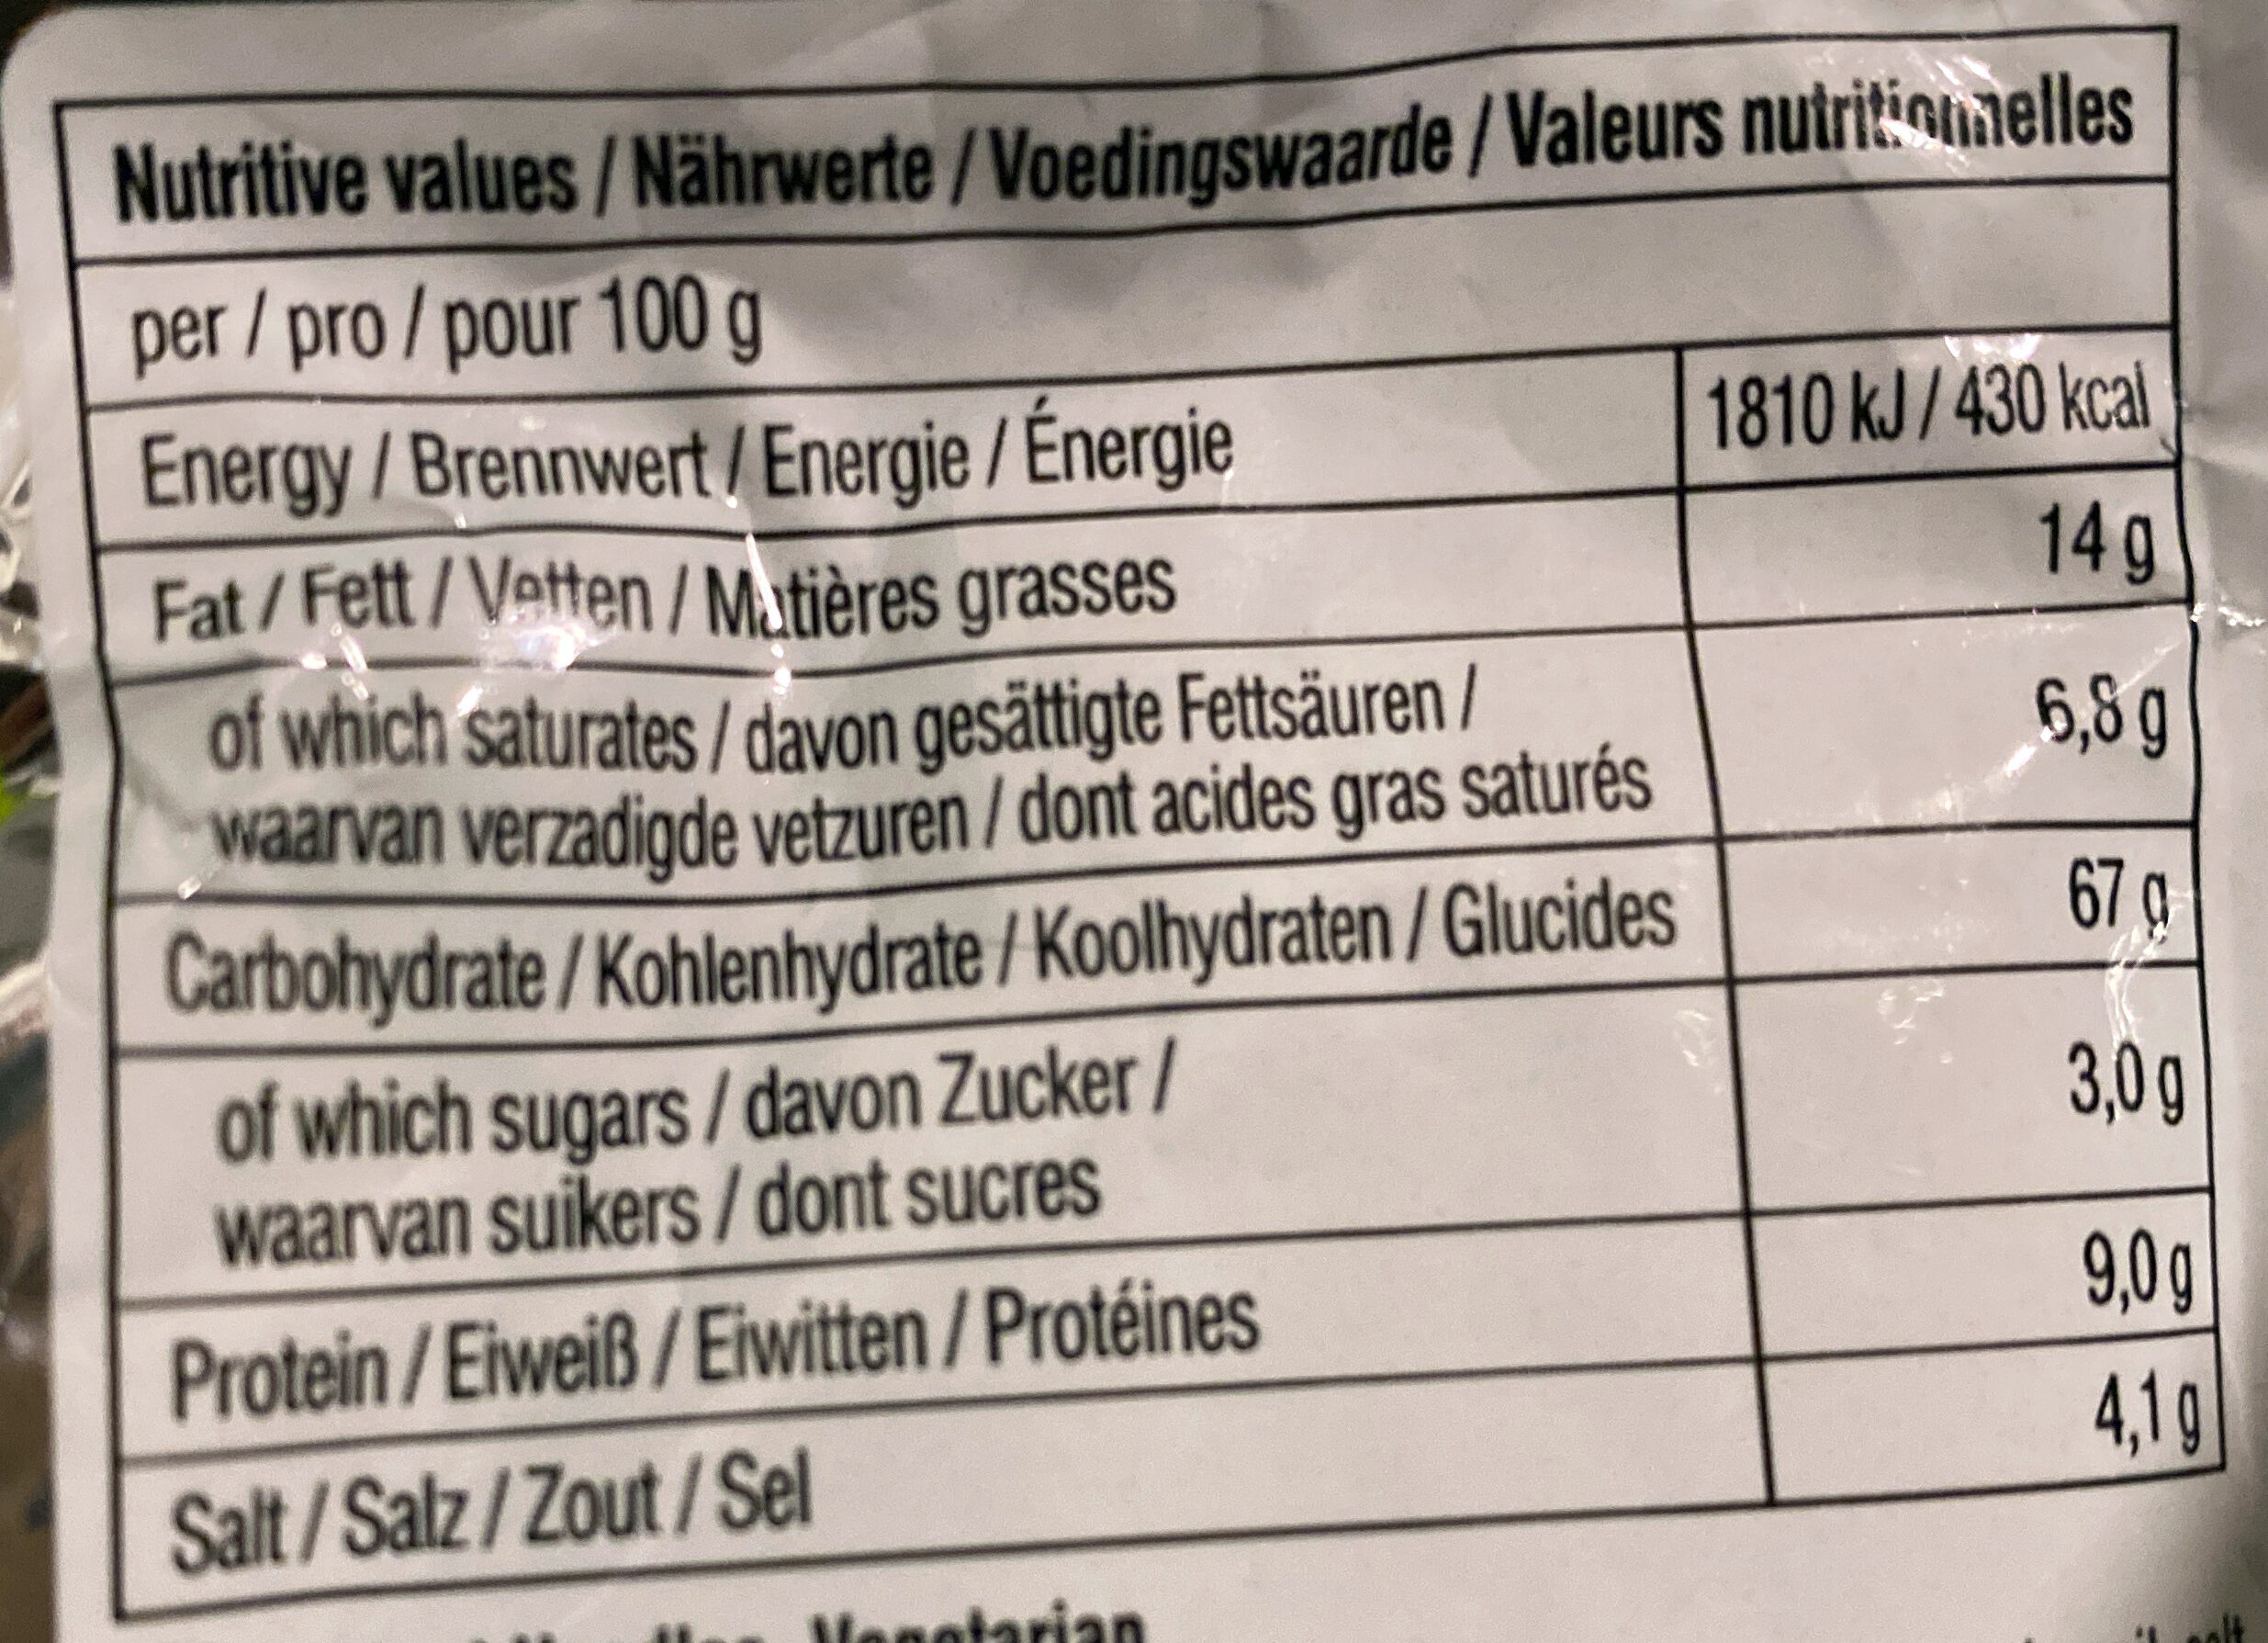 Nutritive values / Nährwerte / Voedingswaarde / Valeurs nutritionnelles
per / pro / pour 100 g
Energy / Brennwert / Energie / Énergie 1810 kJ / 430 kcal
Fat / Fett / Vetten / Matières grasses 14 g
of which saturates / davon gesättigte Fettsäuren / 6,8 g
waarvan verzadigde vetzuren / dont acides gras saturés
Carbohydrate / Kohlenhydrate / Koolhydraten / Glucides 67 g
of which sugars / davon Zucker / 3,0 g
waarvan suikers / dont sucres
Protein / Eiweiß / Eiwitten / Protéines 9,0 g
Salt / Salz / Zout / Sel 4,1 g
Vegetarian